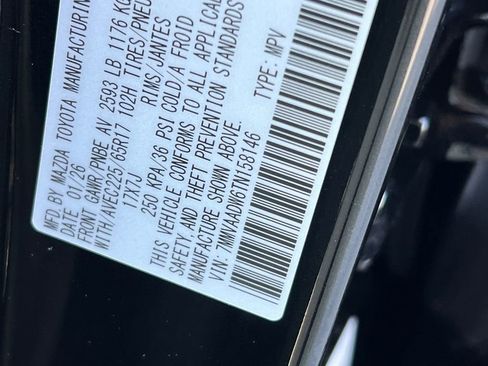 MFD. BY MAZDA TOYOTA MANUFACTURING
DATE 01/26
FRONT GAWR/PNBE AV 2593 LB 1176 KG
WITH/AVEC225/65R17 102H TIRES/PNEU
17X7J RIMS/JANTES
250 KPA/36 PSI COLD/A FROID
THIS VEHICLE CONFORMS TO ALL APPLICABL
SAFETY, AND THEFT PREVENTION STANDARDS
MANUFACTURE SHOWN ABOVE.
VIN: 7MMVAADW6TN158146 TYPE: MPV